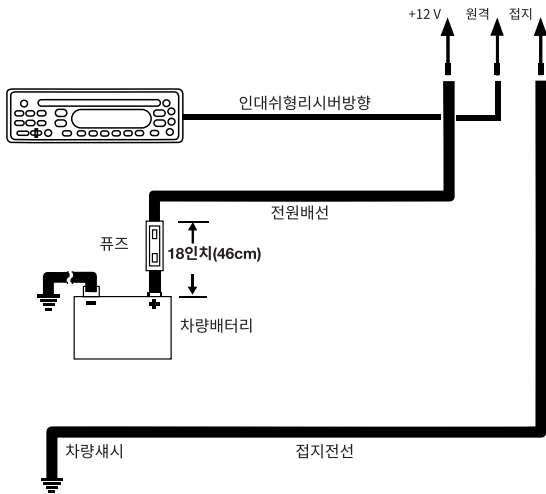 +12 V
원격
접지
인대쉬형리시버방향
전원배선
퓨즈
18인치(46cm)
차량배터리
차량섀시
접지전선